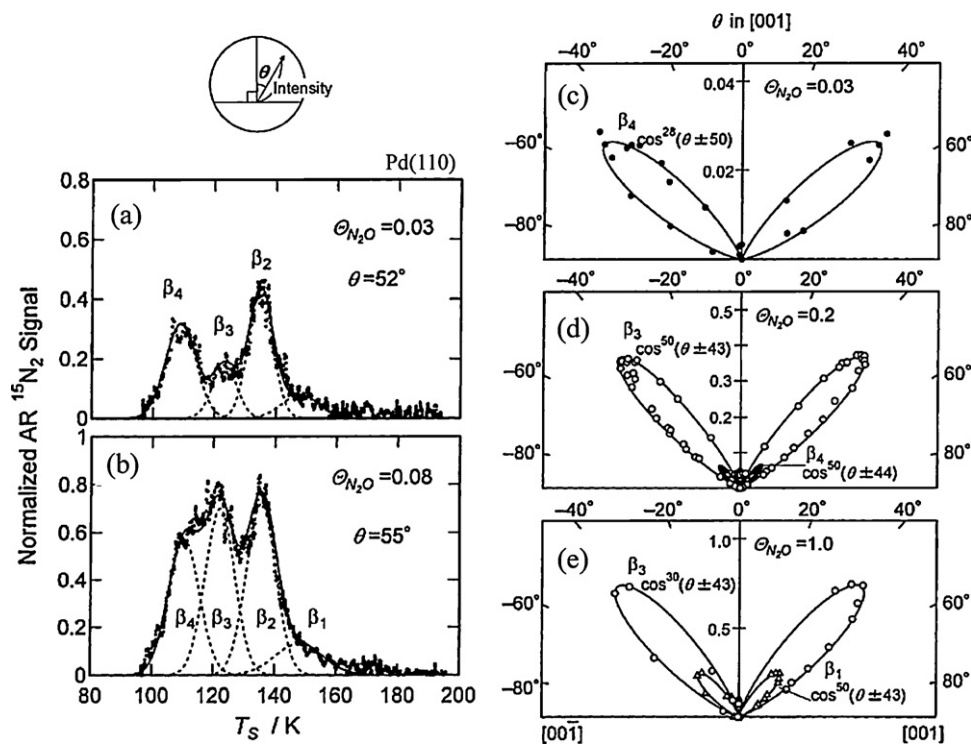 θ
Intensity
Pd(110)
Normalized AR ¹⁵N₂ Signal
(a)
Θ_N₂O=0.03
θ=52°
β₄
β₃
β₂
0.8
0.6
0.4
0.2
0
(b)
Θ_N₂O=0.08
θ=55°
β₄
β₃
β₂
β₁
1
0.8
0.6
0.4
0.2
0
80 100 120 140 160 180 200
T_S / K
θ in [001]
−40° −20° 0° 20° 40°
(c)
0.04
Θ_N₂O=0.03
β₄
cos²⁸(θ±50)
−60°
0.02
60°
−80°
80°
−40° −20° 0° 20° 40°
(d)
0.5
Θ_N₂O=0.2
β₃
cos⁵⁰(θ±43)
0.4
−60°
0.3
60°
0.2
−80°
β₄
cos⁵⁰(θ±44)
80°
−40° −20° 0° 20° 40°
(e)
1.0
Θ_N₂O=1.0
β₃
cos³⁰(θ±43)
−60°
0.5
60°
β₁
cos⁵⁰(θ±43)
−80°
80°
[001̄]
[001]